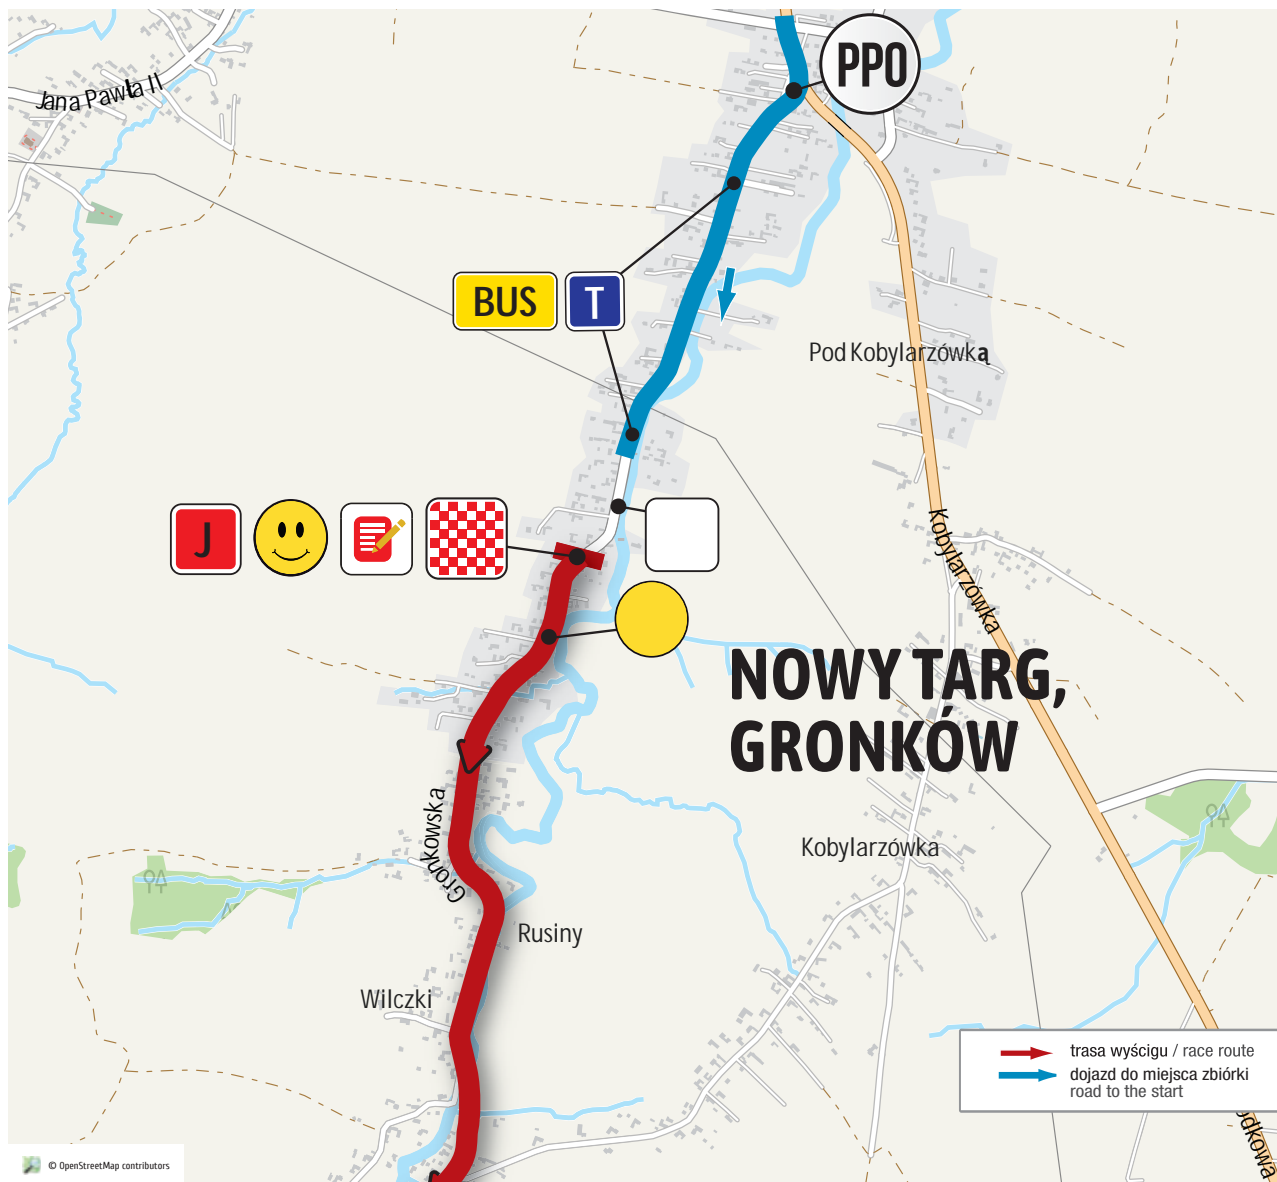 PPO
Jana Pawła II
BUS
T
Pod Kobylarzówką
J
Kobylarzówka
NOWY TARG,
GRONKÓW
Gronkowska
Kobylarzówka
Rusiny
Wilczki
trasa wyścigu / race route
dojazd do miejsca zbiórki
road to the start
© OpenStreetMap contributors